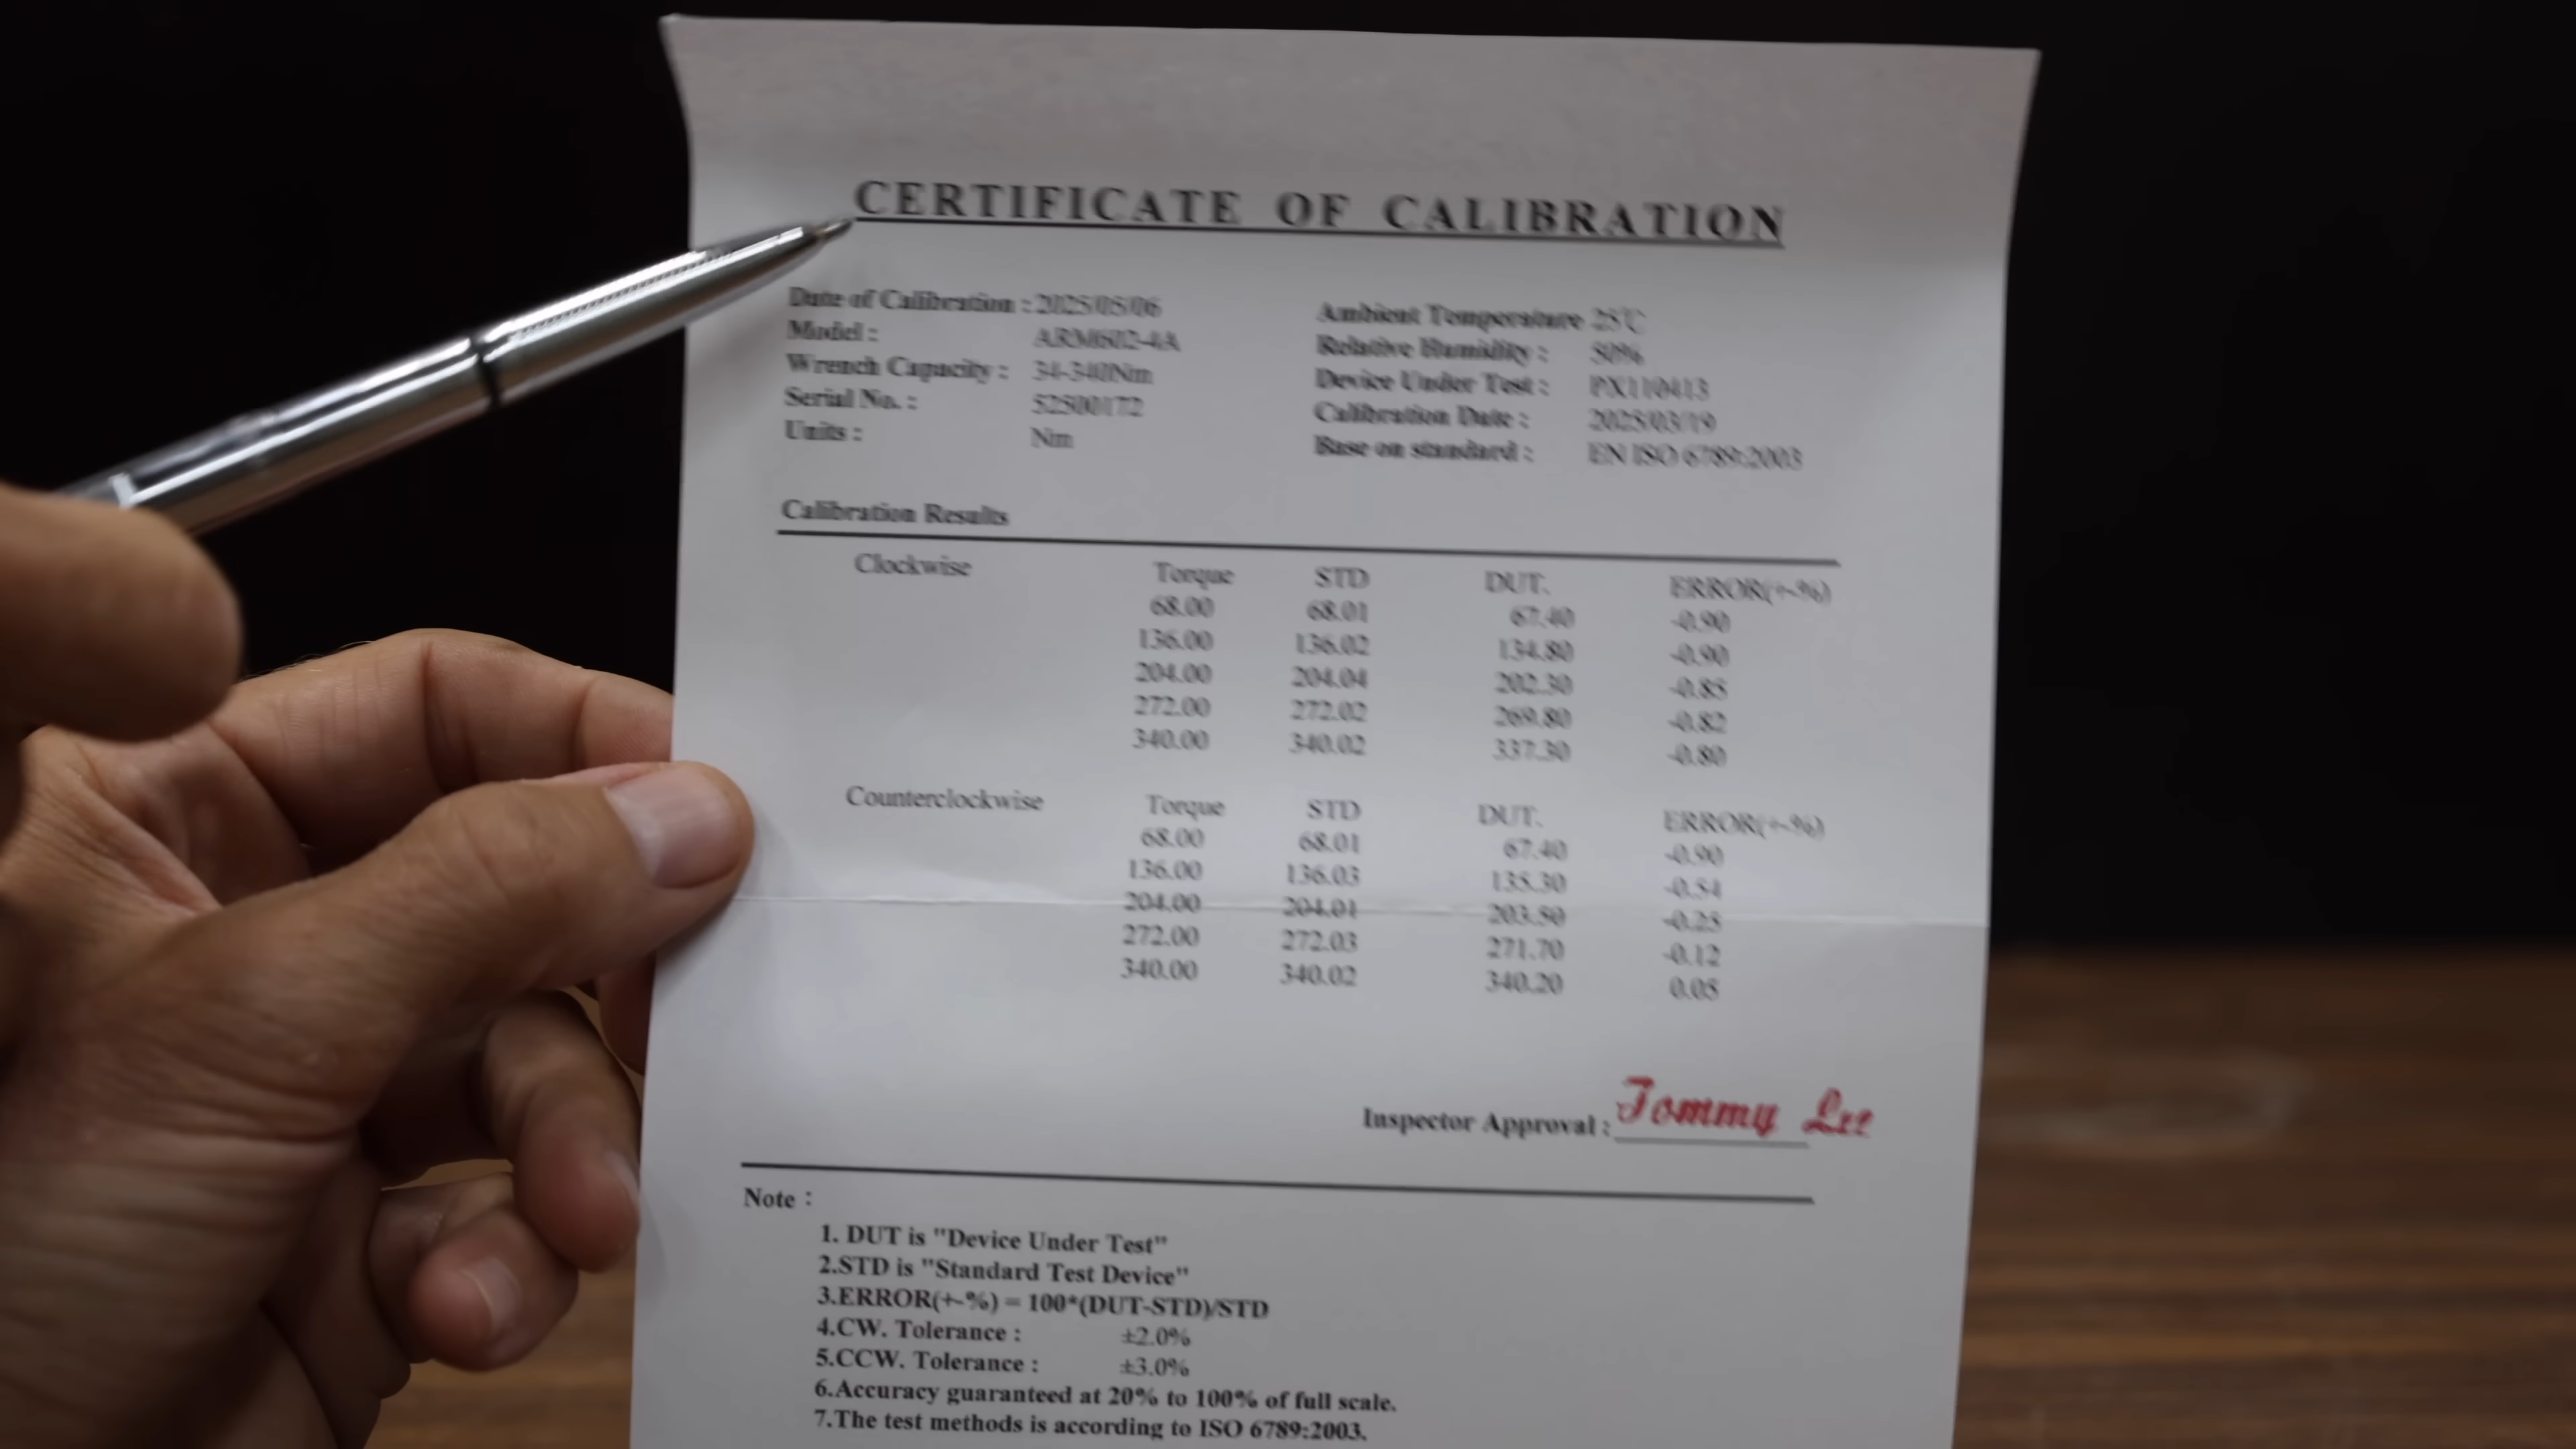 CERTIFICATE OF CALIBRATION
Date of Calibration : 2025/05/06
Model : ARM602-4A
Wrench Capacity : 34-340Nm
Serial No. : 52500172
Units : Nm
Ambient Temperature 25°C
Relative Humidity : 50%
Device Under Test : PX110413
Calibration Date : 2025/03/19
Base on standard : EN ISO 6789:2003
Calibration Results
Clockwise Torque STD DUT. ERROR(+-%)
68.00 68.01 67.40 -0.90
136.00 136.02 134.80 -0.90
204.00 204.04 202.30 -0.85
272.00 272.02 269.80 -0.82
340.00 340.02 337.30 -0.80
Counterclockwise Torque STD DUT. ERROR(+-%)
68.00 68.01 67.40 -0.90
136.00 136.03 135.30 -0.54
204.00 204.01 203.50 -0.25
272.00 272.03 271.70 -0.12
340.00 340.02 340.20 0.05
Inspector Approval : Tommy Lee
Note :
1. DUT is "Device Under Test"
2.STD is "Standard Test Device"
3.ERROR(+-%) = 100*(DUT-STD)/STD
4.CW. Tolerance : ±2.0%
5.CCW. Tolerance : ±3.0%
6.Accuracy guaranteed at 20% to 100% of full scale.
7.The test methods is according to ISO 6789:2003.